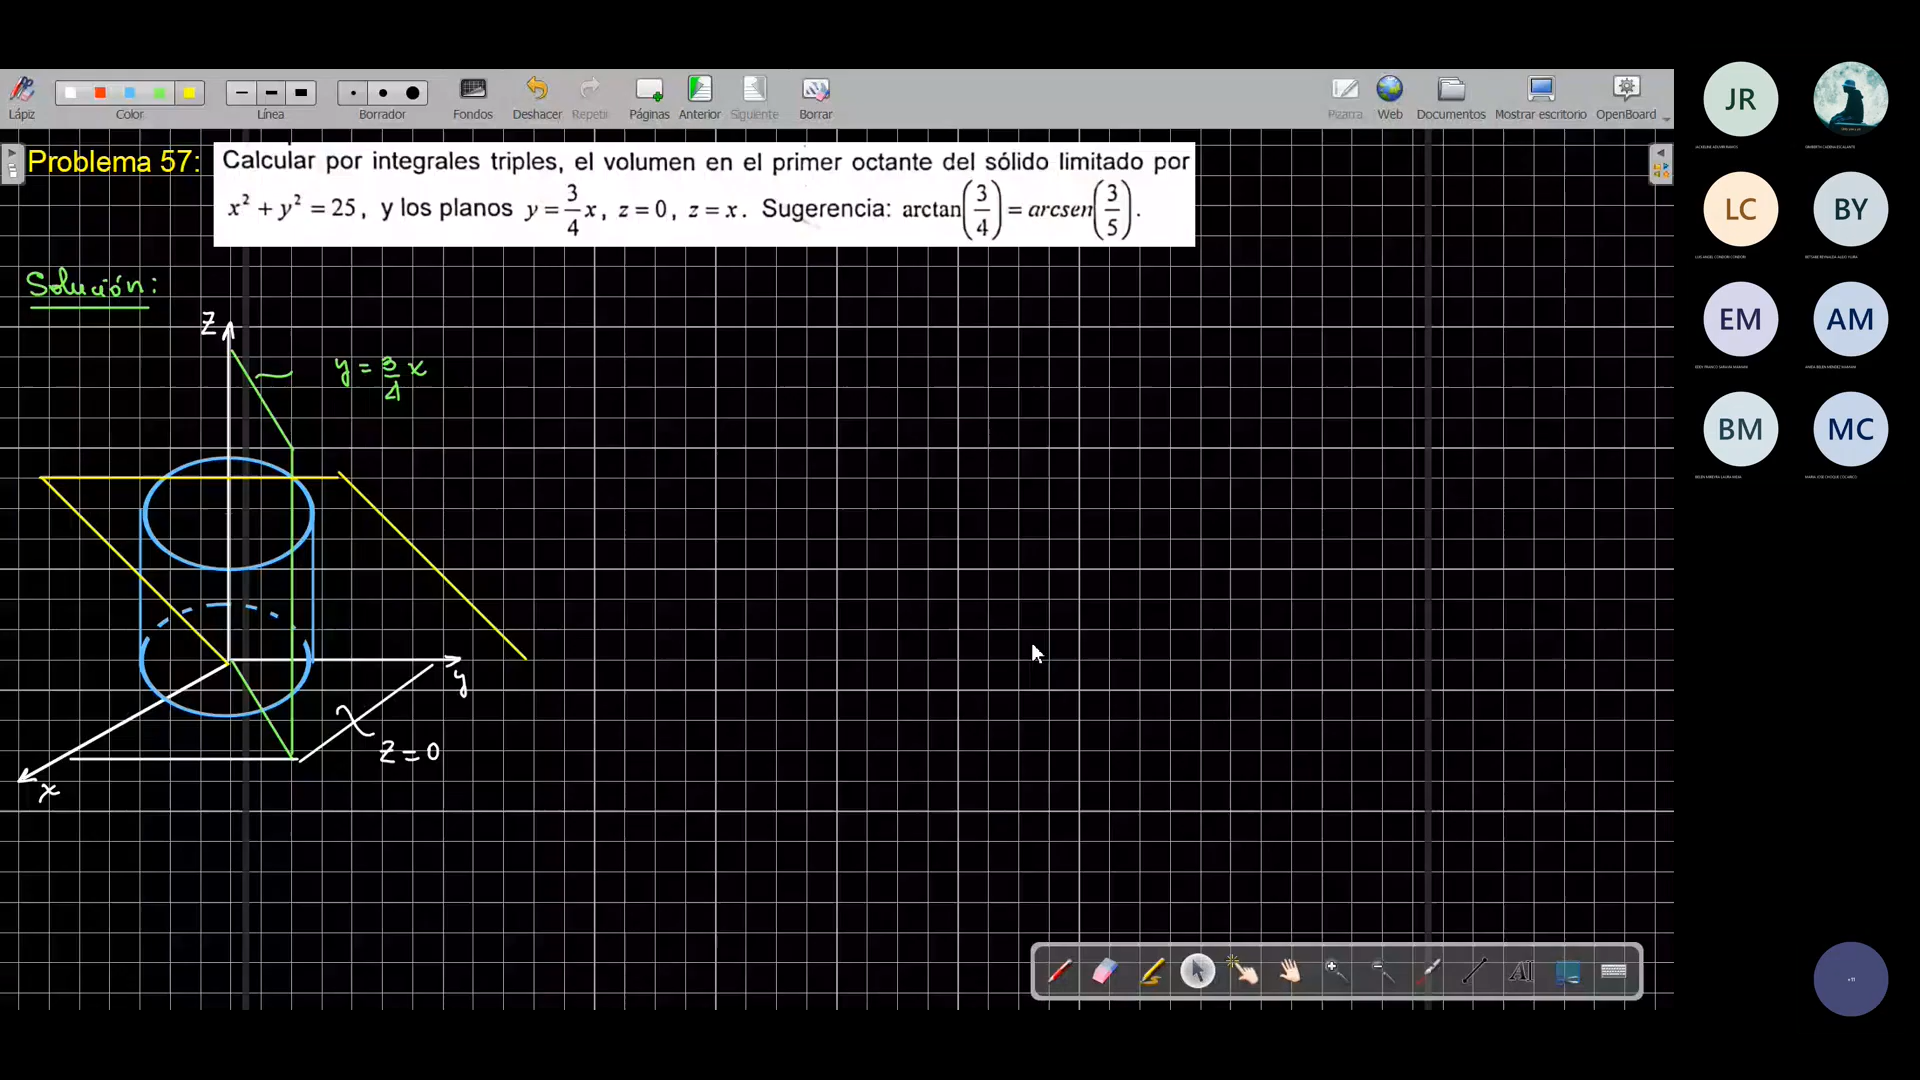 Lápiz
Color
Línea
Borrador
Fondos
Deshacer
Repetir
Páginas
Anterior
Siguiente
Borrar
Pizarra
Web
Documentos
Mostrar escritorio
OpenBoard
Problema 57:
Calcular por integrales triples, el volumen en el primer octante del sólido limitado por
x² + y² = 25, y los planos y = 3/4 x, z = 0, z = x. Sugerencia: arctan(3/4) = arcsen(3/5).
Solución:
z
y = 3/4 x
y
z = 0
x
JR
LC
BY
EM
AM
BM
MC
AI